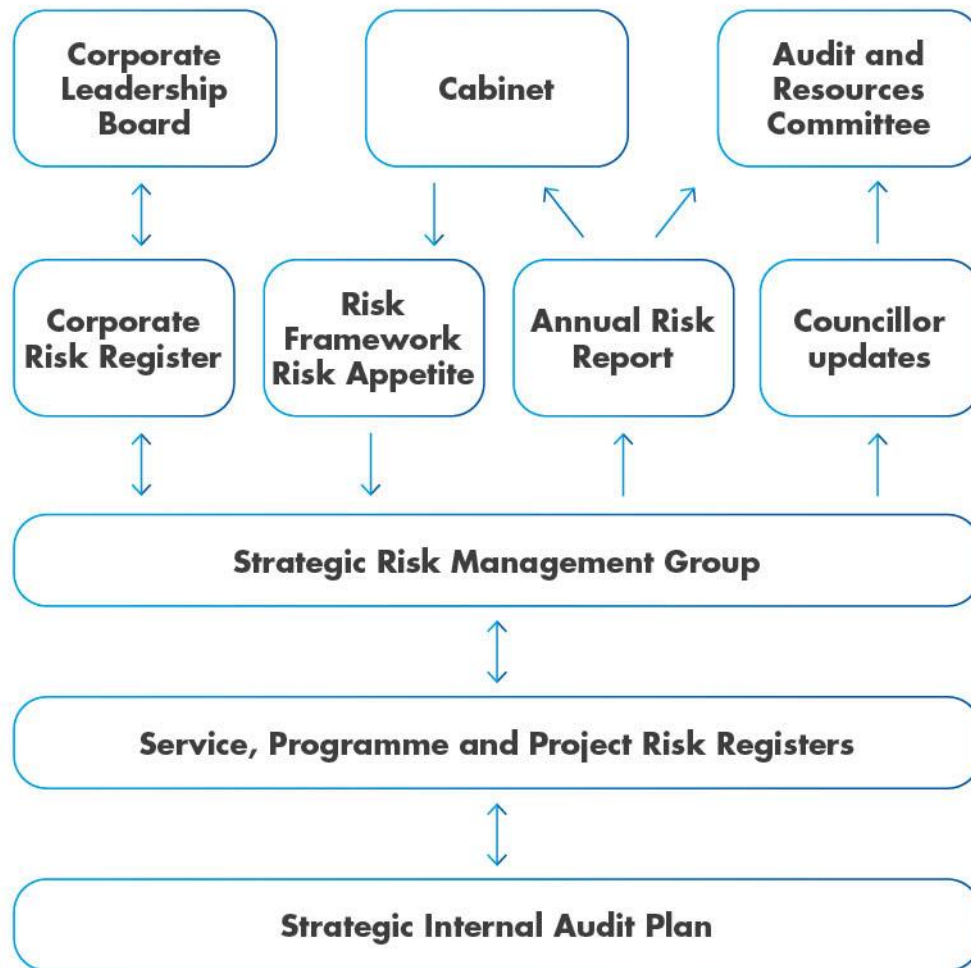 Corporate
Leadership
Board
Cabinet
Audit and
Resources
Committee
Corporate
Risk Register
Risk
Framework
Risk Appetite
Annual Risk
Report
Councillor
updates
Strategic Risk Management Group
Service, Programme and Project Risk Registers
Strategic Internal Audit Plan